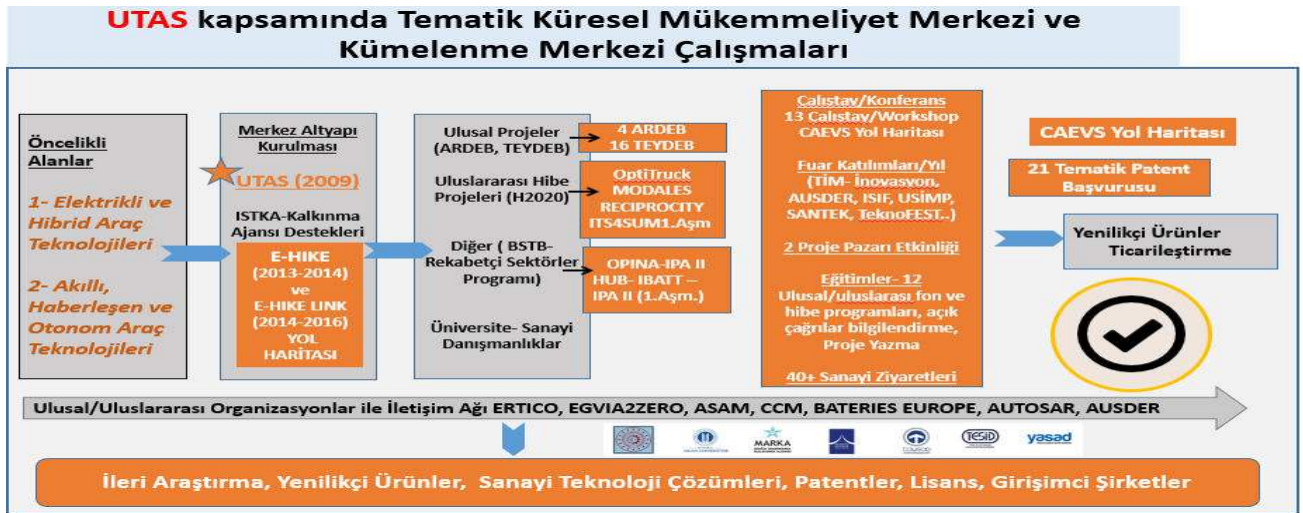 UTAS kapsamında Tematik Küresel Mükemmeliyet Merkezi ve
Kümelenme Merkezi Çalışmaları
Öncelikli
Alanlar
1- Elektrikli ve
Hibrid Araç
Teknolojileri
2- Akıllı,
Haberleşen ve
Otonom Araç
Teknolojileri
Merkez Altyapı
Kurulması
UTAS (2009)
ISTKA-Kalkınma
Ajansı Destekleri
E-HIKE
(2013-2014)
ve
E-HIKE LINK
(2014-2016)
YOL
HARİTASI
Ulusal Projeler
(ARDEB, TEYDEB)
Uluslararası Hibe
Projeleri (H2020)
Diğer ( BSTB-
Rekabetçi Sektörler
Programı)
Üniversite- Sanayi
Danışmanlıklar
4 ARDEB
16 TEYDEB
OptiTruck
MODALES
RECIPROCITY
ITS4SUM1.Aşm
OPINA-IPA II
HUB- IBATT –
IPA II (1.Aşm.)
Çalıştay/Konferans
13 Çalıştay/Workshop
CAEVS Yol Haritası
Fuar Katılımları/Yıl
(TİM- İnovasyon,
AUSDER, ISIF, USİMP,
SANTEK, TeknoFEST..)
2 Proje Pazarı Etkinliği
Eğitimler- 12
Ulusal/uluslarası fon ve
hibe programları, açık
çağrılar bilgilendirme,
Proje Yazma
40+ Sanayi Ziyaretleri
CAEVS Yol Haritası
21 Tematik Patent
Başvurusu
Yenilikçi Ürünler
Ticarileştirme
Ulusal/Uluslararası Organizasyonlar ile İletişim Ağı ERTICO, EGVIA2ZERO, ASAM, CCM, BATERIES EUROPE, AUTOSAR, AUSDER
MARKA
TESİD
yasad
İleri Araştırma, Yenilikçi Ürünler, Sanayi Teknoloji Çözümleri, Patentler, Lisans, Girişimci Şirketler